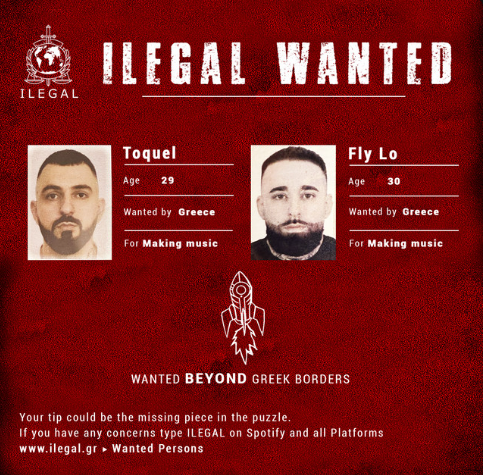 ILEGAL WANTED
ILEGAL
Toquel
Age 29
Wanted by Greece
For Making music
Fly Lo
Age 30
Wanted by Greece
For Making music
WANTED BEYOND GREEK BORDERS
Your tip could be the missing piece in the puzzle.
If you have any concerns type ILEGAL on Spotify and all Platforms
www.ilegal.gr ▸ Wanted Persons